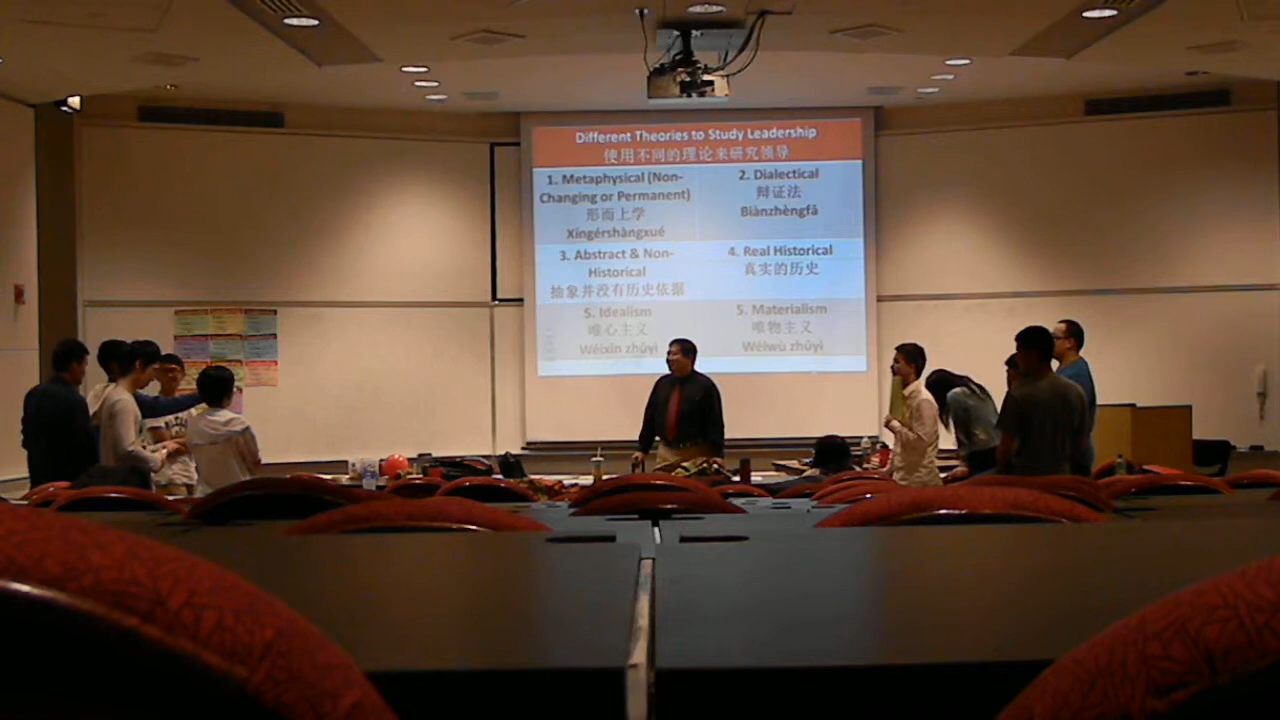 Different Theories to Study Leadership
使用不同的理论来研究领导
1. Metaphysical (Non-
Changing or Permanent)
形而上学
Xíngérshàngxué
2. Dialectical
辩证法
Biànzhèngfǎ
3. Abstract & Non-
Historical
抽象并没有历史依据
4. Real Historical
真实的历史
5. Idealism
唯心主义
Wéixīn zhǔyì
5. Materialism
唯物主义
Wéiwù zhǔyì